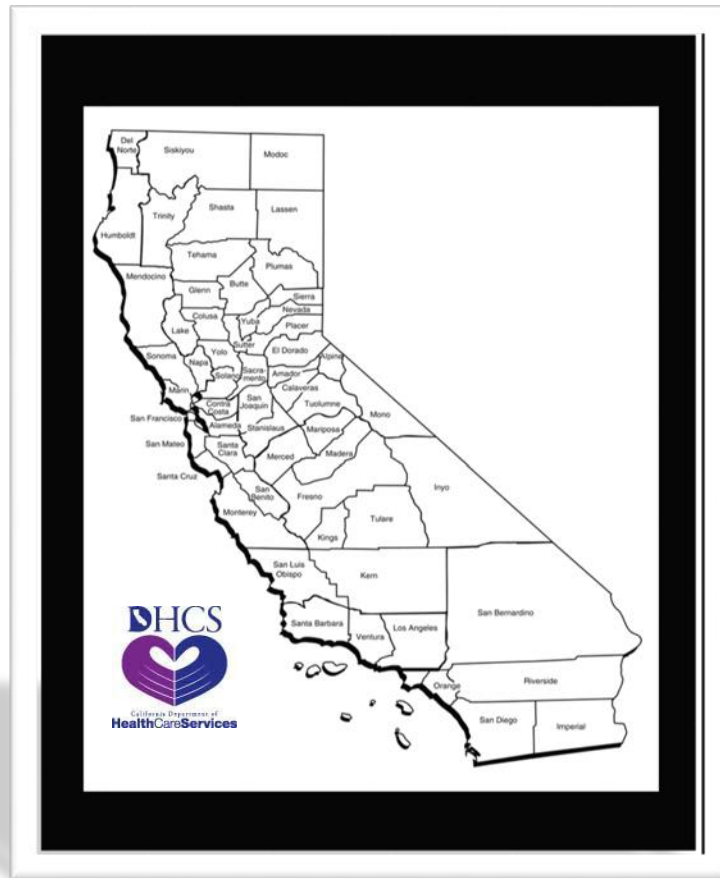 Del
Norte
Siskiyou
Modoc
Humboldt
Trinity
Shasta
Lassen
Tehama
Plumas
Mendocino
Glenn
Butte
Sierra
Nevada
Colusa
Yuba
Placer
Lake
Sutter
Sonoma
Yolo
El Dorado
Alpine
Napa
Solano
Sacra-
mento
Amador
Calaveras
Marin
Contra
Costa
San
Joaquin
Tuolumne
Mono
San Francisco
Alameda
Stanislaus
Mariposa
San Mateo
Santa
Clara
Merced
Madera
Santa Cruz
San
Benito
Fresno
Inyo
Monterey
Tulare
Kings
San Luis
Obispo
Kern
San Bernardino
Santa Barbara
Ventura
Los Angeles
Orange
Riverside
San Diego
Imperial
DHCS
California Department of
HealthCareServices